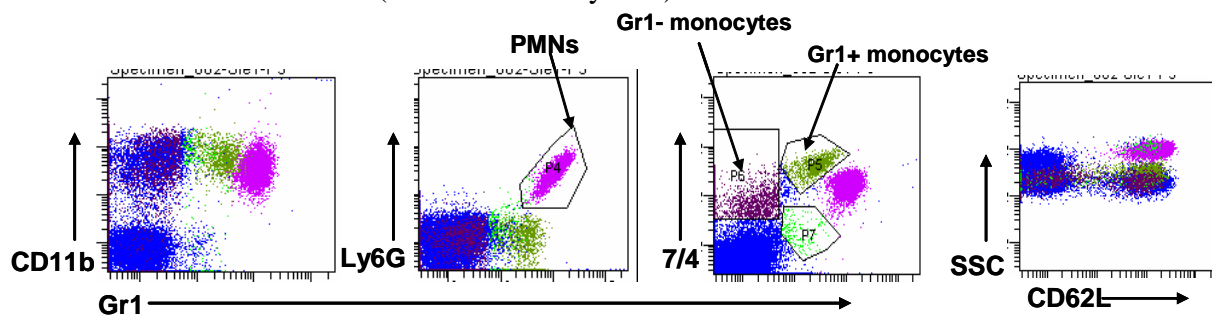 Gr1- monocytes
PMNs
Gr1+ monocytes
P4
P5
P6
P7
CD11b
Ly6G
7/4
SSC
Gr1
CD62L